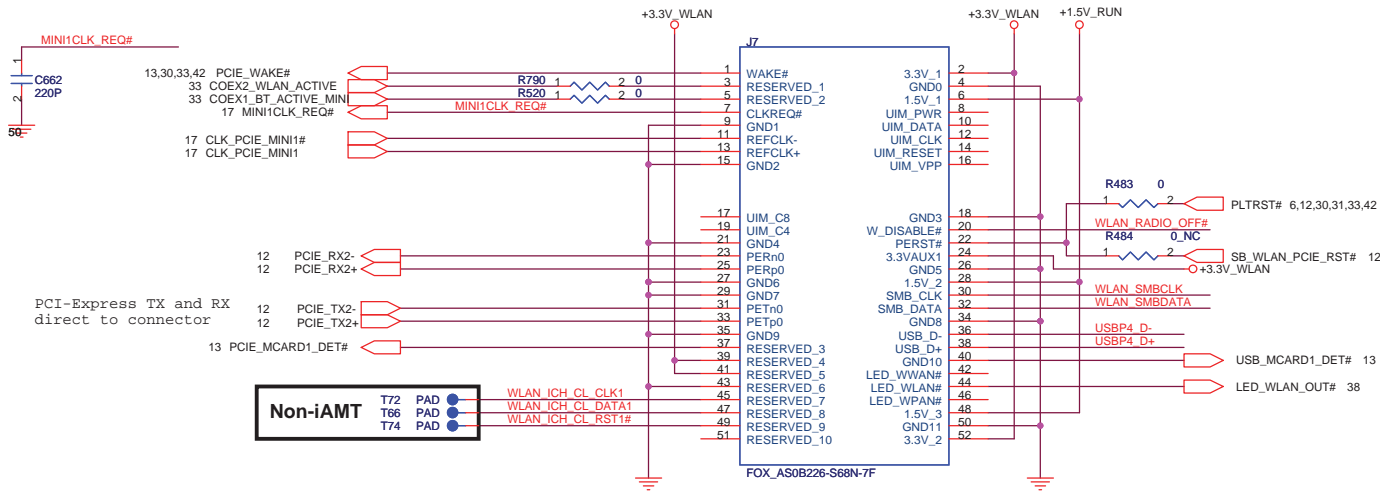 +3.3V_WLAN
+3.3V_WLAN
+1.5V_RUN
MINI1CLK_REQ#
1
C662
220P
2
50
J7
13,30,33,42 PCIE_WAKE#
33 COEX2_WLAN_ACTIVE
R790
1 2 0
33 COEX1_BT_ACTIVE_MINI
R520
1 2 0
17 MINI1CLK_REQ#
MINI1CLK_REQ#
17 CLK_PCIE_MINI1#
17 CLK_PCIE_MINI1
12 PCIE_RX2-
12 PCIE_RX2+
PCI-Express TX and RX
direct to connector
12 PCIE_TX2-
12 PCIE_TX2+
13 PCIE_MCARD1_DET#
Non-iAMT
T72 PAD
T66 PAD
T74 PAD
WLAN_ICH_CL_CLK1
WLAN_ICH_CL_DATA1
WLAN_ICH_CL_RST1#
1 WAKE#
3 RESERVED_1
5 RESERVED_2
7 CLKREQ#
9 GND1
11 REFCLK-
13 REFCLK+
15 GND2
17 UIM_C8
19 UIM_C4
21 GND4
23 PERn0
25 PERp0
27 GND6
29 GND7
31 PETn0
33 PETp0
35 GND9
37 RESERVED_3
39 RESERVED_4
41 RESERVED_5
43 RESERVED_6
45 RESERVED_7
47 RESERVED_8
49 RESERVED_9
51 RESERVED_10
3.3V_1 2
GND0 4
1.5V_1 6
UIM_PWR 8
UIM_DATA 10
UIM_CLK 12
UIM_RESET 14
UIM_VPP 16
GND3 18
W_DISABLE# 20
PERST# 22
3.3VAUX1 24
GND5 26
1.5V_2 28
SMB_CLK 30
SMB_DATA 32
GND8 34
USB_D- 36
USB_D+ 38
GND10 40
LED_WWAN# 42
LED_WLAN# 44
LED_WPAN# 46
1.5V_3 48
GND11 50
3.3V_2 52
FOX_AS0B226-S68N-7F
R483 0
1 2
PLTRST# 6,12,30,31,33,42
WLAN_RADIO_OFF#
R484 0_NC
1 2
SB_WLAN_PCIE_RST# 12
+3.3V_WLAN
WLAN_SMBCLK
WLAN_SMBDATA
USBP4_D-
USBP4_D+
USB_MCARD1_DET# 13
LED_WLAN_OUT# 38